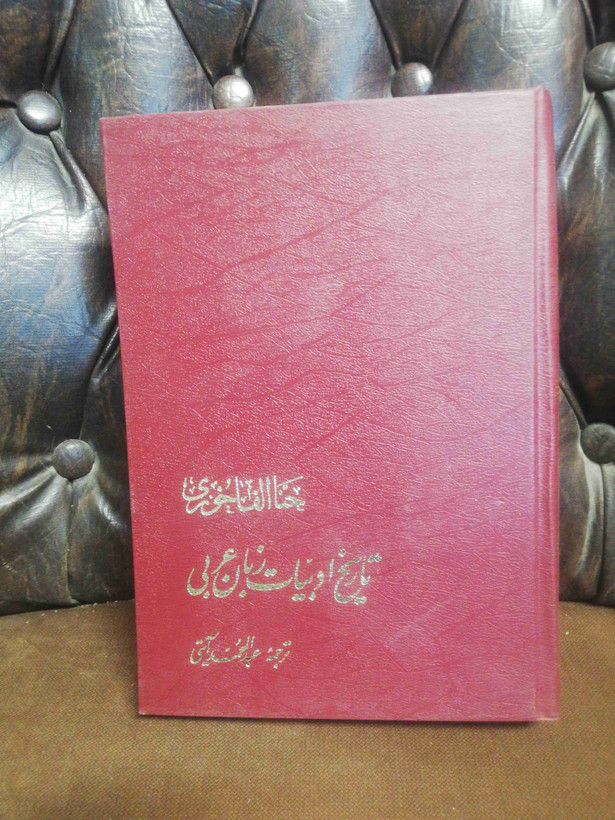 حنا الفاخوری
تاریخ ادبیات زبان عربی
ترجمهٔ عبدالمحمد آیتی